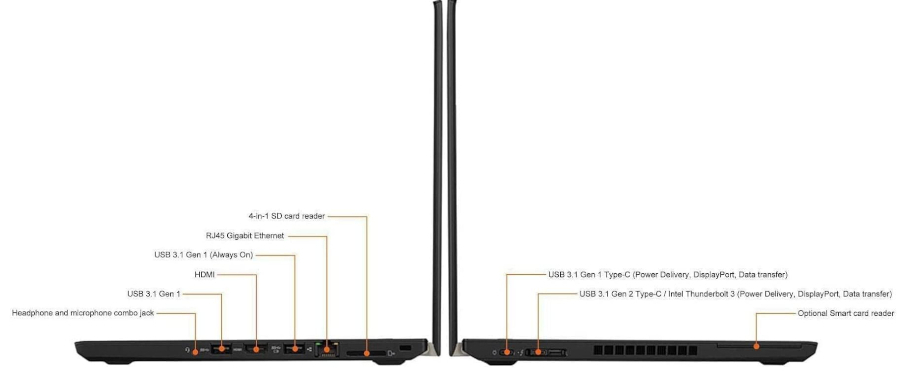 4-in-1 SD card reader
RJ45 Gigabit Ethernet
USB 3.1 Gen 1 (Always On)
HDMI
USB 3.1 Gen 1
Headphone and microphone combo jack
USB 3.1 Gen 1 Type-C (Power Delivery, DisplayPort, Data transfer)
USB 3.1 Gen 2 Type-C / Intel Thunderbolt 3 (Power Delivery, DisplayPort, Data transfer)
Optional Smart card reader